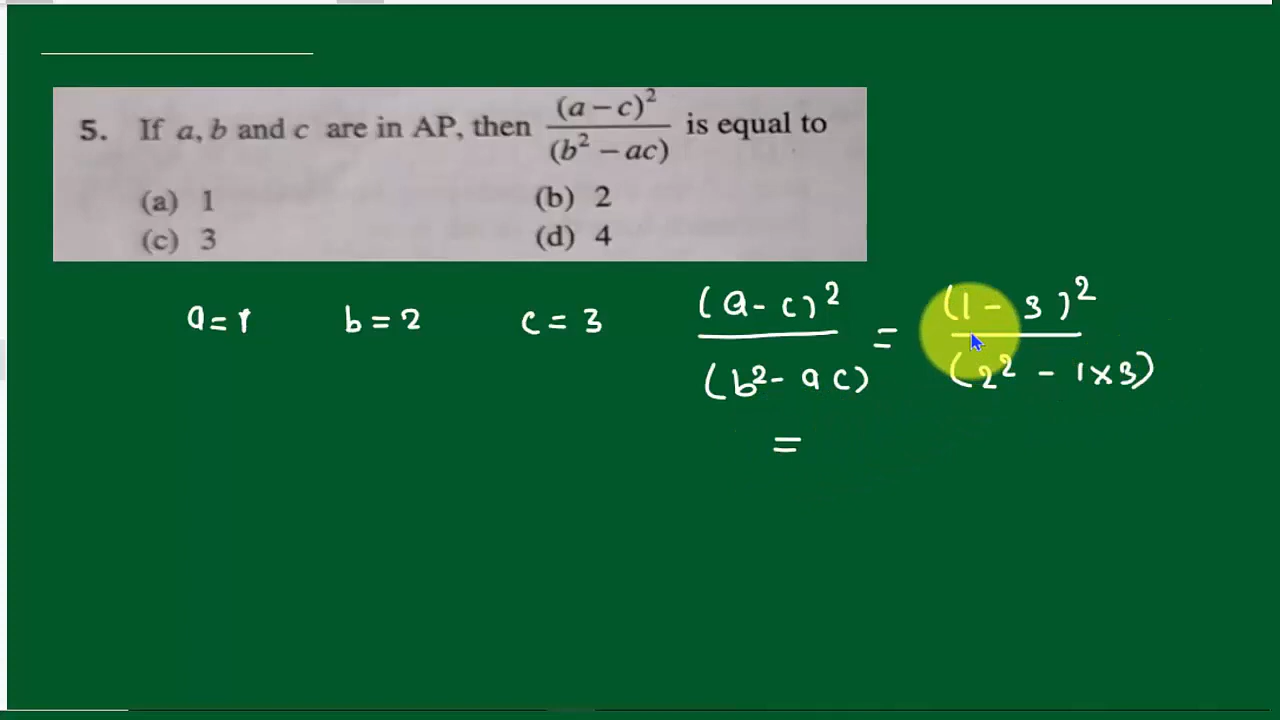 5. If a, b and c are in AP, then (a – c)² / (b² – ac) is equal to
(a) 1 (b) 2
(c) 3 (d) 4
a = 1 b = 2 c = 3 (a - c)² / (b² - ac) = (1 - 3)² / (2² - 1×3)
=